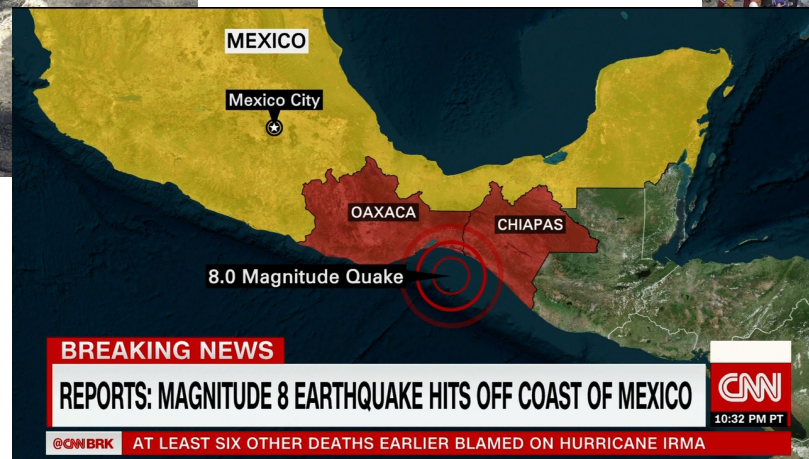 MEXICO
Mexico City
OAXACA
CHIAPAS
8.0 Magnitude Quake
BREAKING NEWS
REPORTS: MAGNITUDE 8 EARTHQUAKE HITS OFF COAST OF MEXICO
CNN
10:32 PM PT
@CNNBRK AT LEAST SIX OTHER DEATHS EARLIER BLAMED ON HURRICANE IRMA